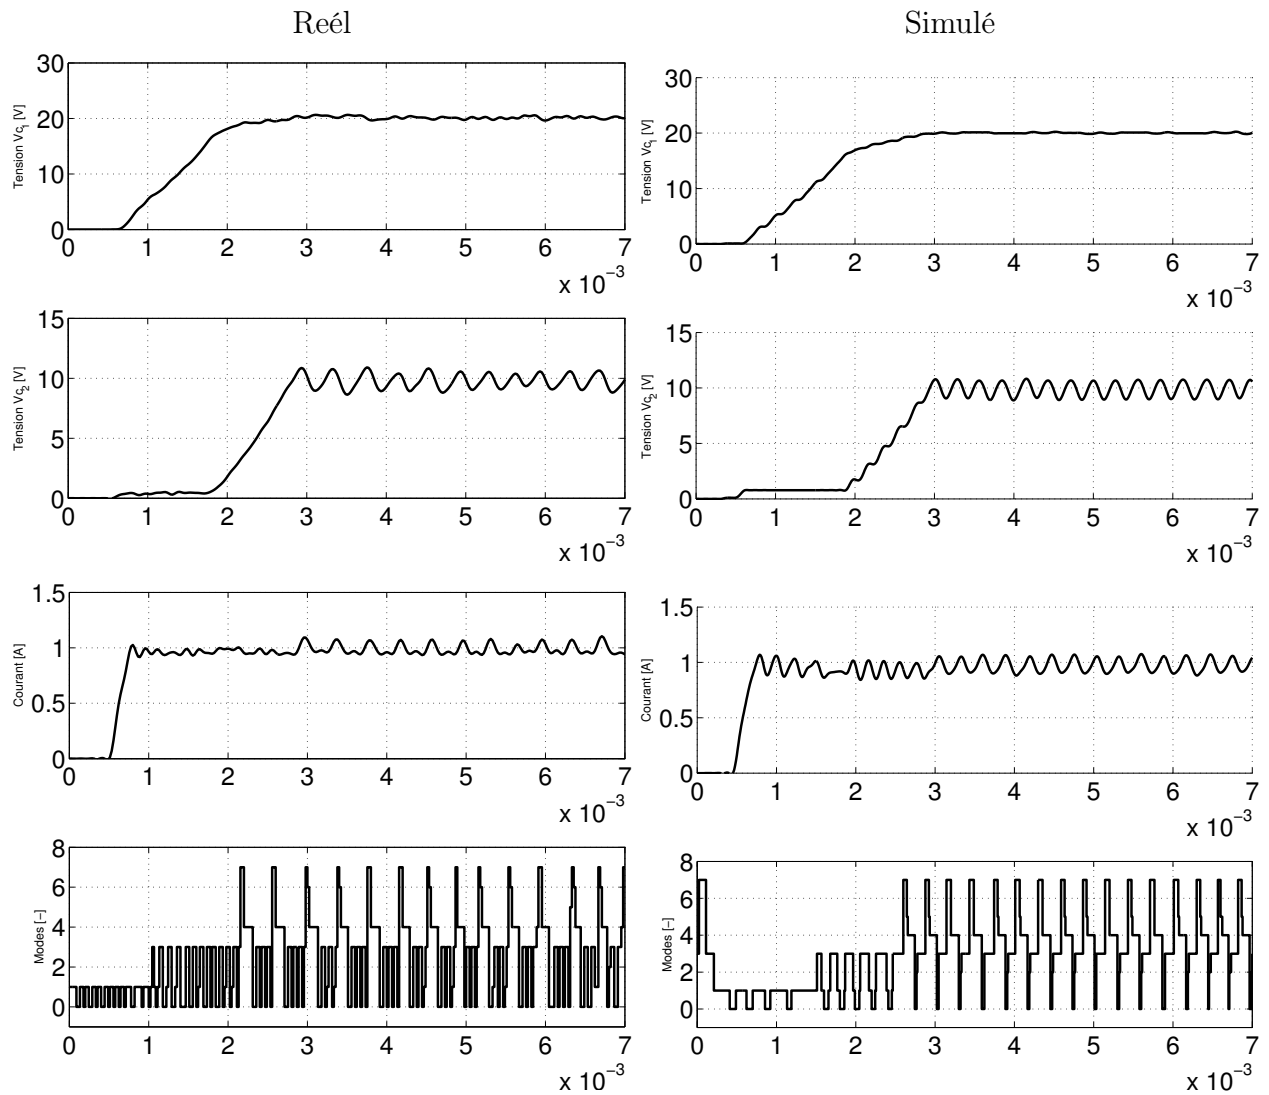 Reél
Simulé
Tension Vc1 [V]
30
20
10
0
0 1 2 3 4 5 6 7
x 10−3
Tension Vc1 [V]
30
20
10
0
0 1 2 3 4 5 6 7
x 10−3
Tension Vc2 [V]
15
10
5
0
0 1 2 3 4 5 6 7
x 10−3
Tension Vc2 [V]
15
10
5
0
0 1 2 3 4 5 6 7
x 10−3
Courant [A]
1.5
1
0.5
0
0 1 2 3 4 5 6 7
x 10−3
Courant [A]
1.5
1
0.5
0
0 1 2 3 4 5 6 7
x 10−3
Modes [−]
8
6
4
2
0
0 1 2 3 4 5 6 7
x 10−3
Modes [−]
8
6
4
2
0
0 1 2 3 4 5 6 7
x 10−3